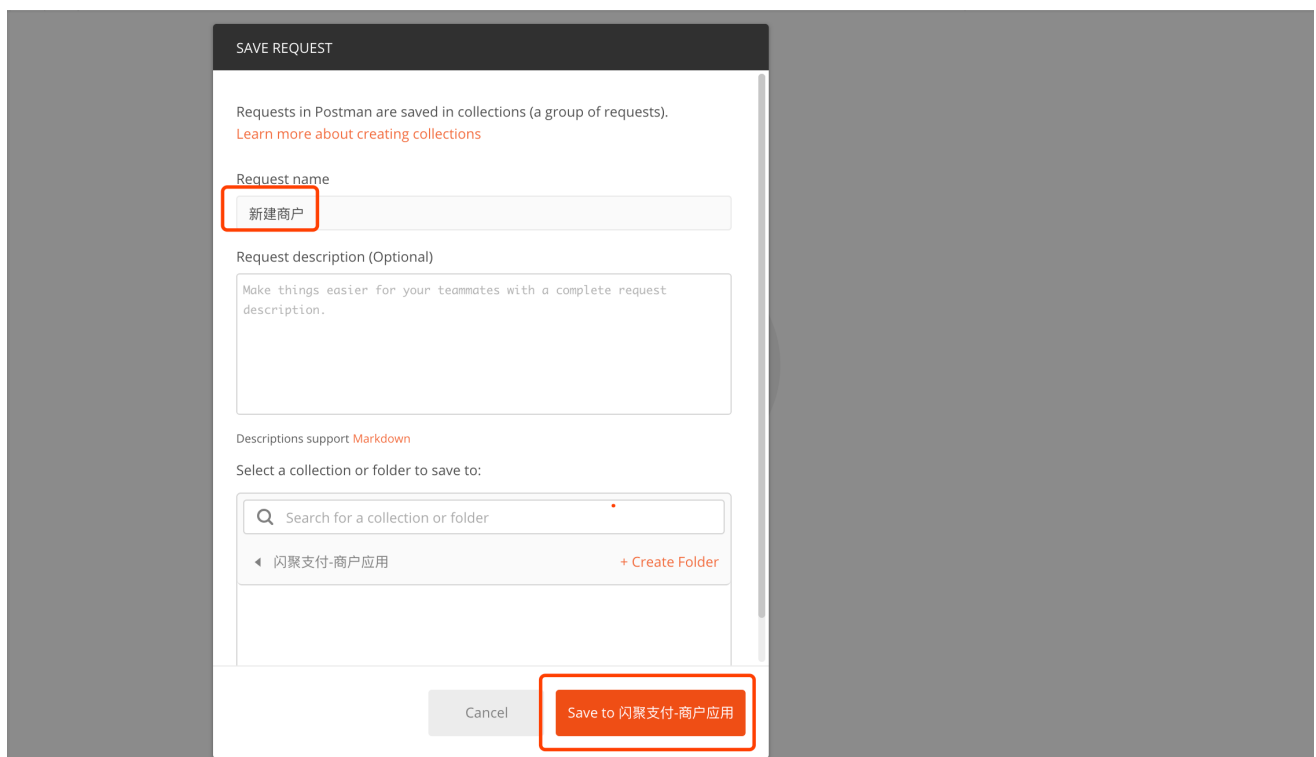 SAVE REQUEST
Requests in Postman are saved in collections (a group of requests).
Learn more about creating collections
Request name
新建商户
Request description (Optional)
Make things easier for your teammates with a complete request
description.
Descriptions support Markdown
Select a collection or folder to save to:
Search for a collection or folder
闪聚支付-商户应用 + Create Folder
Cancel Save to 闪聚支付-商户应用